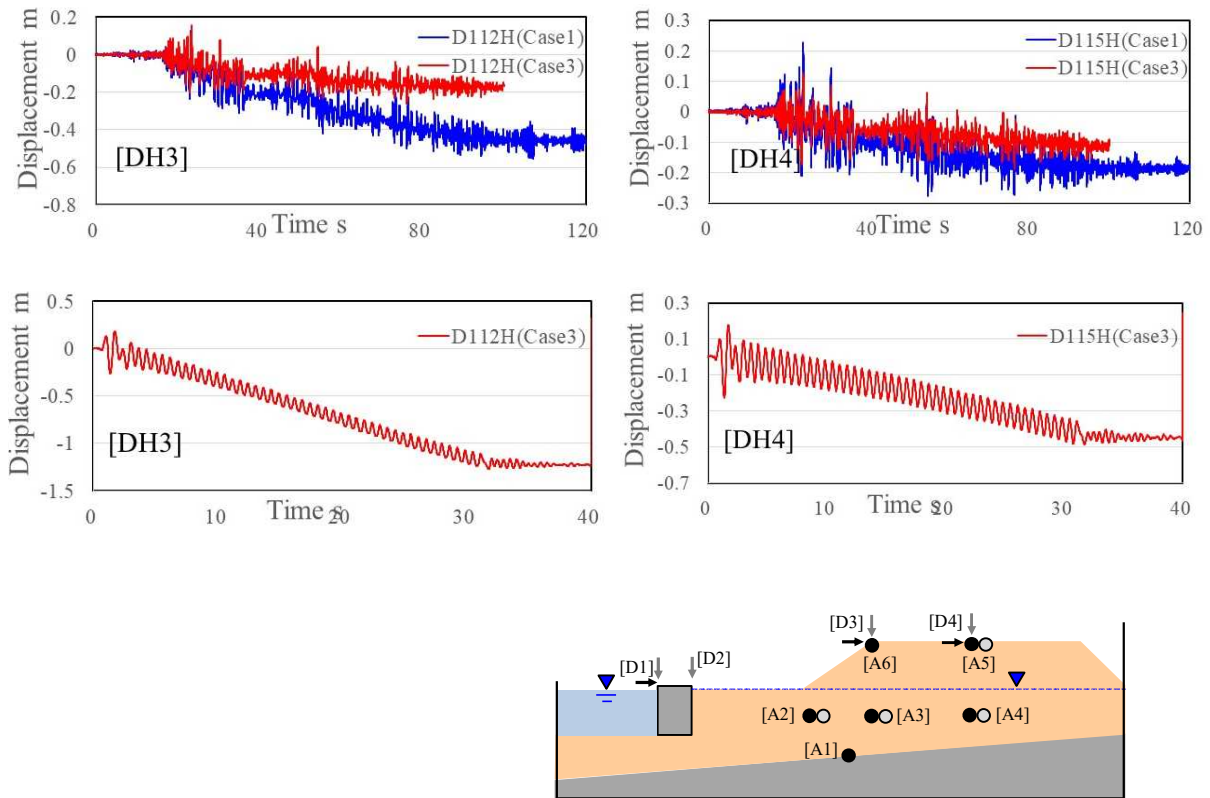 Displacement m
0.2
0
-0.2
-0.4
-0.6
-0.8
D112H(Case1)
D112H(Case3)
[DH3]
0
40
80
120
Time s
Displacement m
0.3
0.2
0.1
0
-0.1
-0.2
-0.3
D115H(Case1)
D115H(Case3)
[DH4]
0
40
80
120
Time s
Displacement m
0.5
0
-0.5
-1
-1.5
D112H(Case3)
[DH3]
0
10
20
30
40
Time s
Displacement m
0.3
0.1
-0.1
-0.3
-0.5
-0.7
D115H(Case3)
[DH4]
0
10
20
30
40
Time s
[D3]
[D4]
[A6]
[A5]
[D1]
[D2]
[A2]
[A3]
[A4]
[A1]